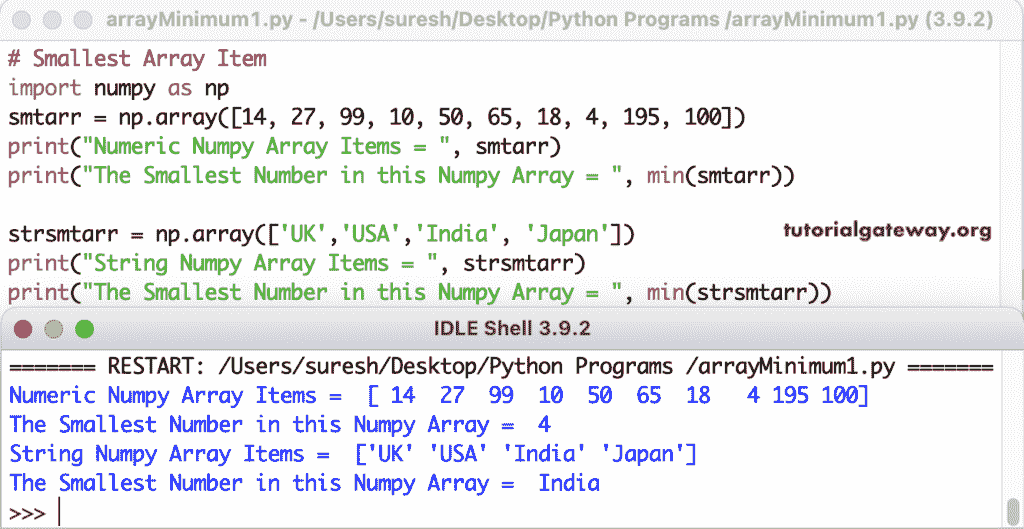 arrayMinimum1.py - /Users/suresh/Desktop/Python Programs /arrayMinimum1.py (3.9.2)
# Smallest Array Item
import numpy as np
smtarr = np.array([14, 27, 99, 10, 50, 65, 18, 4, 195, 100])
print("Numeric Numpy Array Items = ", smtarr)
print("The Smallest Number in this Numpy Array = ", min(smtarr))
strsmtarr = np.array(['UK','USA','India', 'Japan'])
tutorialgateway.org
print("String Numpy Array Items = ", strsmtarr)
print("The Smallest Number in this Numpy Array = ", min(strsmtarr))
IDLE Shell 3.9.2
======= RESTART: /Users/suresh/Desktop/Python Programs /arrayMinimum1.py =======
Numeric Numpy Array Items =  [ 14  27  99  10  50  65  18   4 195 100]
The Smallest Number in this Numpy Array =  4
String Numpy Array Items =  ['UK' 'USA' 'India' 'Japan']
The Smallest Number in this Numpy Array =  India
>>>